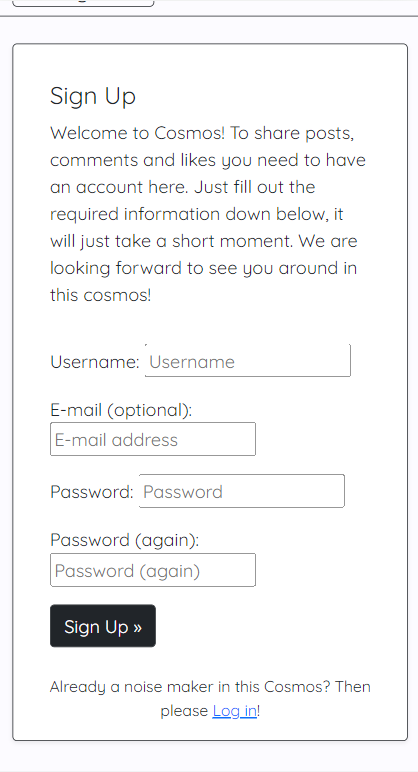 Sign Up
Welcome to Cosmos! To share posts,
comments and likes you need to have
an account here. Just fill out the
required information down below, it
will just take a short moment. We are
looking forward to see you around in
this cosmos!
Username: Username
E-mail (optional):
E-mail address
Password: Password
Password (again):
Password (again)
Sign Up »
Already a noise maker in this Cosmos? Then
please Log in!